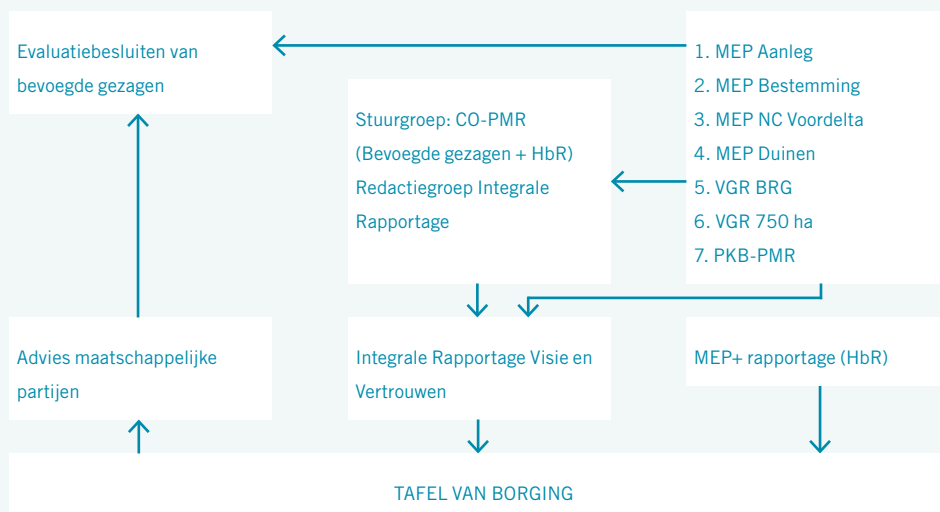 Evaluatiebesluiten van
bevoegde gezagen
1. MEP Aanleg
2. MEP Bestemming
3. MEP NC Voordelta
4. MEP Duinen
5. VGR BRG
6. VGR 750 ha
7. PKB-PMR
Stuurgroep: CO-PMR
(Bevoegde gezagen + HbR)
Redactiegroep Integrale
Rapportage
Advies maatschappelijke
partijen
Integrale Rapportage Visie en
Vertrouwen
MEP+ rapportage (HbR)
TAFEL VAN BORGING